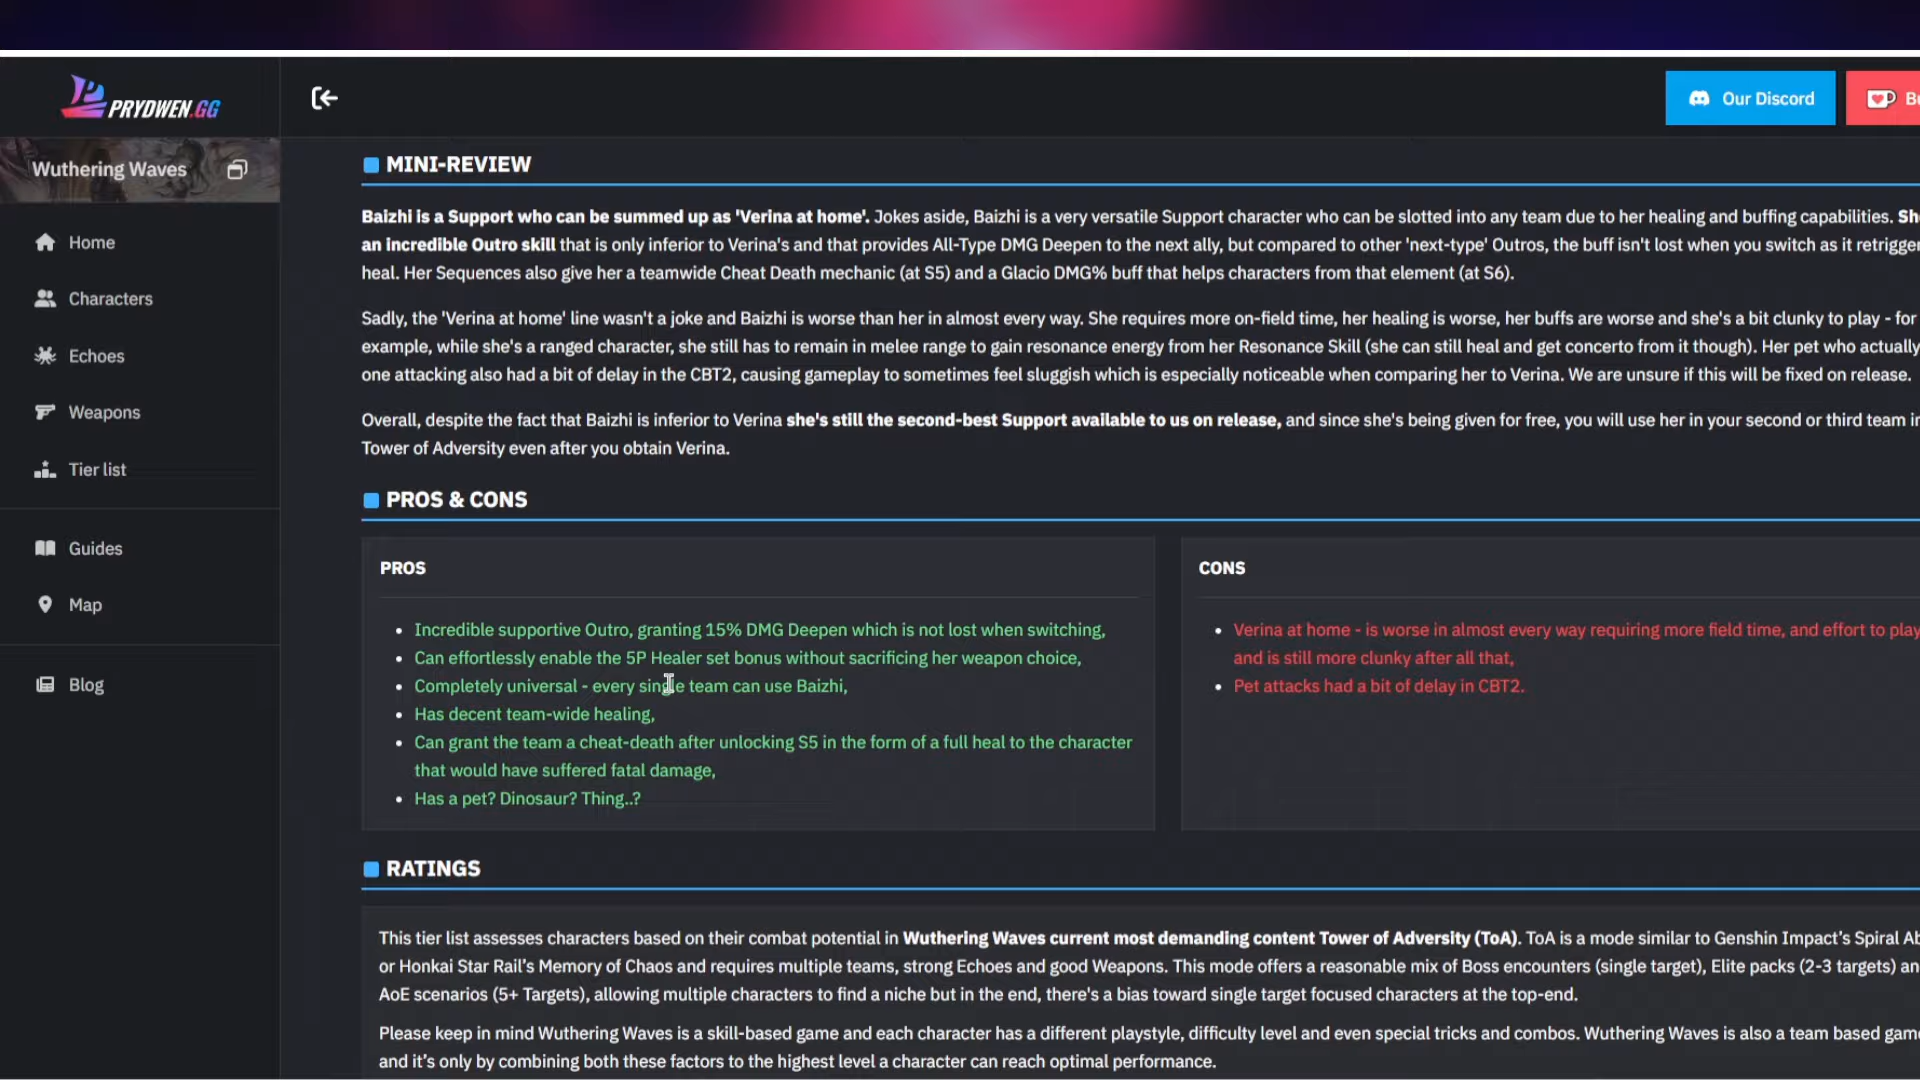 PRYDWEN.GG
Our Discord
Wuthering Waves
Home
Characters
Echoes
Weapons
Tier list
Guides
Map
Blog
MINI-REVIEW
Baizhi is a Support who can be summed up as 'Verina at home'. Jokes aside, Baizhi is a very versatile Support character who can be slotted into any team due to her healing and buffing capabilities.
an incredible Outro skill that is only inferior to Verina's and that provides All-Type DMG Deepen to the next ally, but compared to other 'next-type' Outros, the buff isn't lost when you switch as it
heal. Her Sequences also give her a teamwide Cheat Death mechanic (at S5) and a Glacio DMG% buff that helps characters from that element (at S6).
Sadly, the 'Verina at home' line wasn't a joke and Baizhi is worse than her in almost every way. She requires more on-field time, her healing is worse, her buffs are worse and she's a bit clunky to play - for
example, while she's a ranged character, she still has to remain in melee range to gain resonance energy from her Resonance Skill (she can still heal and get concerto from it though). Her pet who actually
one attacking also had a bit of delay in the CBT2, causing gameplay to sometimes feel sluggish which is especially noticeable when comparing her to Verina. We are unsure if this will be fixed on release.
Overall, despite the fact that Baizhi is inferior to Verina she's still the second-best Support available to us on release, and since she's being given for free, you will use her in your second or third team in
Tower of Adversity even after you obtain Verina.
PROS & CONS
PROS
Incredible supportive Outro, granting 15% DMG Deepen which is not lost when switching,
Can effortlessly enable the 5P Healer set bonus without sacrificing her weapon choice,
Completely universal - every single team can use Baizhi,
Has decent team-wide healing,
Can grant the team a cheat-death after unlocking S5 in the form of a full heal to the character
that would have suffered fatal damage,
Has a pet? Dinosaur? Thing..?
CONS
Verina at home - is worse in almost every way requiring more field time, and effort to play
and is still more clunky after all that,
Pet attacks had a bit of delay in CBT2.
RATINGS
This tier list assesses characters based on their combat potential in Wuthering Waves current most demanding content Tower of Adversity (ToA). ToA is a mode similar to Genshin Impact's Spiral
or Honkai Star Rail's Memory of Chaos and requires multiple teams, strong Echoes and good Weapons. This mode offers a reasonable mix of Boss encounters (single target), Elite packs (2-3 targets)
AoE scenarios (5+ Targets), allowing multiple characters to find a niche but in the end, there's a bias toward single target focused characters at the top-end.
Please keep in mind Wuthering Waves is a skill-based game and each character has a different playstyle, difficulty level and even special tricks and combos. Wuthering Waves is also a team based
and it's only by combining both these factors to the highest level a character can reach optimal performance.